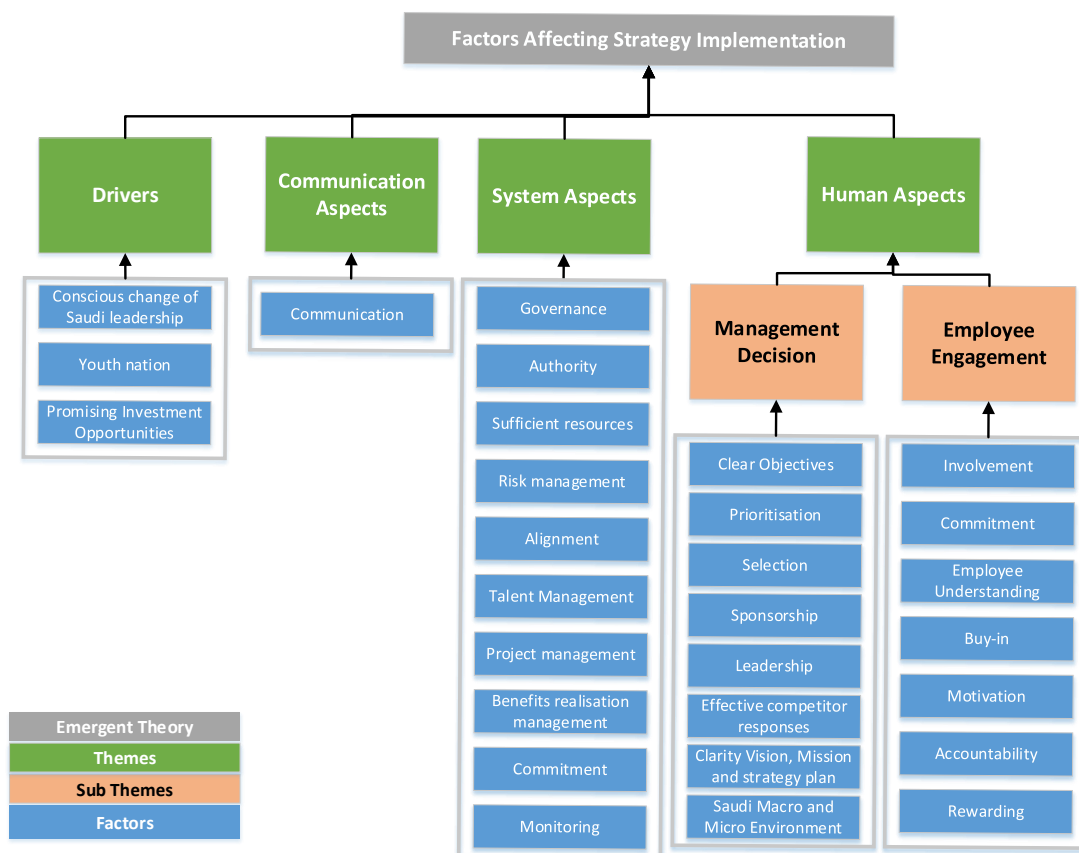 Factors Affecting Strategy Implementation
Drivers
Communication
Aspects
System Aspects
Human Aspects
Conscious change of
Saudi leadership
Youth nation
Promising Investment
Opportunities
Communication
Governance
Authority
Sufficient resources
Risk management
Alignment
Talent Management
Project management
Benefits realisation
management
Commitment
Monitoring
Management
Decision
Clear Objectives
Prioritisation
Selection
Sponsorship
Leadership
Effective competitor
responses
Clarity Vision, Mission
and strategy plan
Saudi Macro and
Micro Environment
Employee
Engagement
Involvement
Commitment
Employee
Understanding
Buy-in
Motivation
Accountability
Rewarding
Emergent Theory
Themes
Sub Themes
Factors